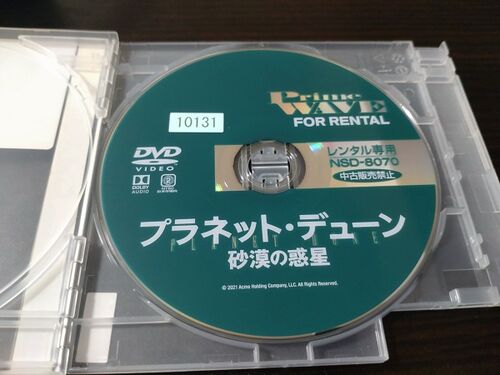 Prime
WAVE
FOR RENTAL
10131
DVD
VIDEO
レンタル専用
NSD-8070
中古販売禁止
DOLBY
AUDIO
プラネット・デューン
PLANET DUNE
砂漠の惑星
© 2021 Acme Holding Company, LLC. All Rights Reserved.